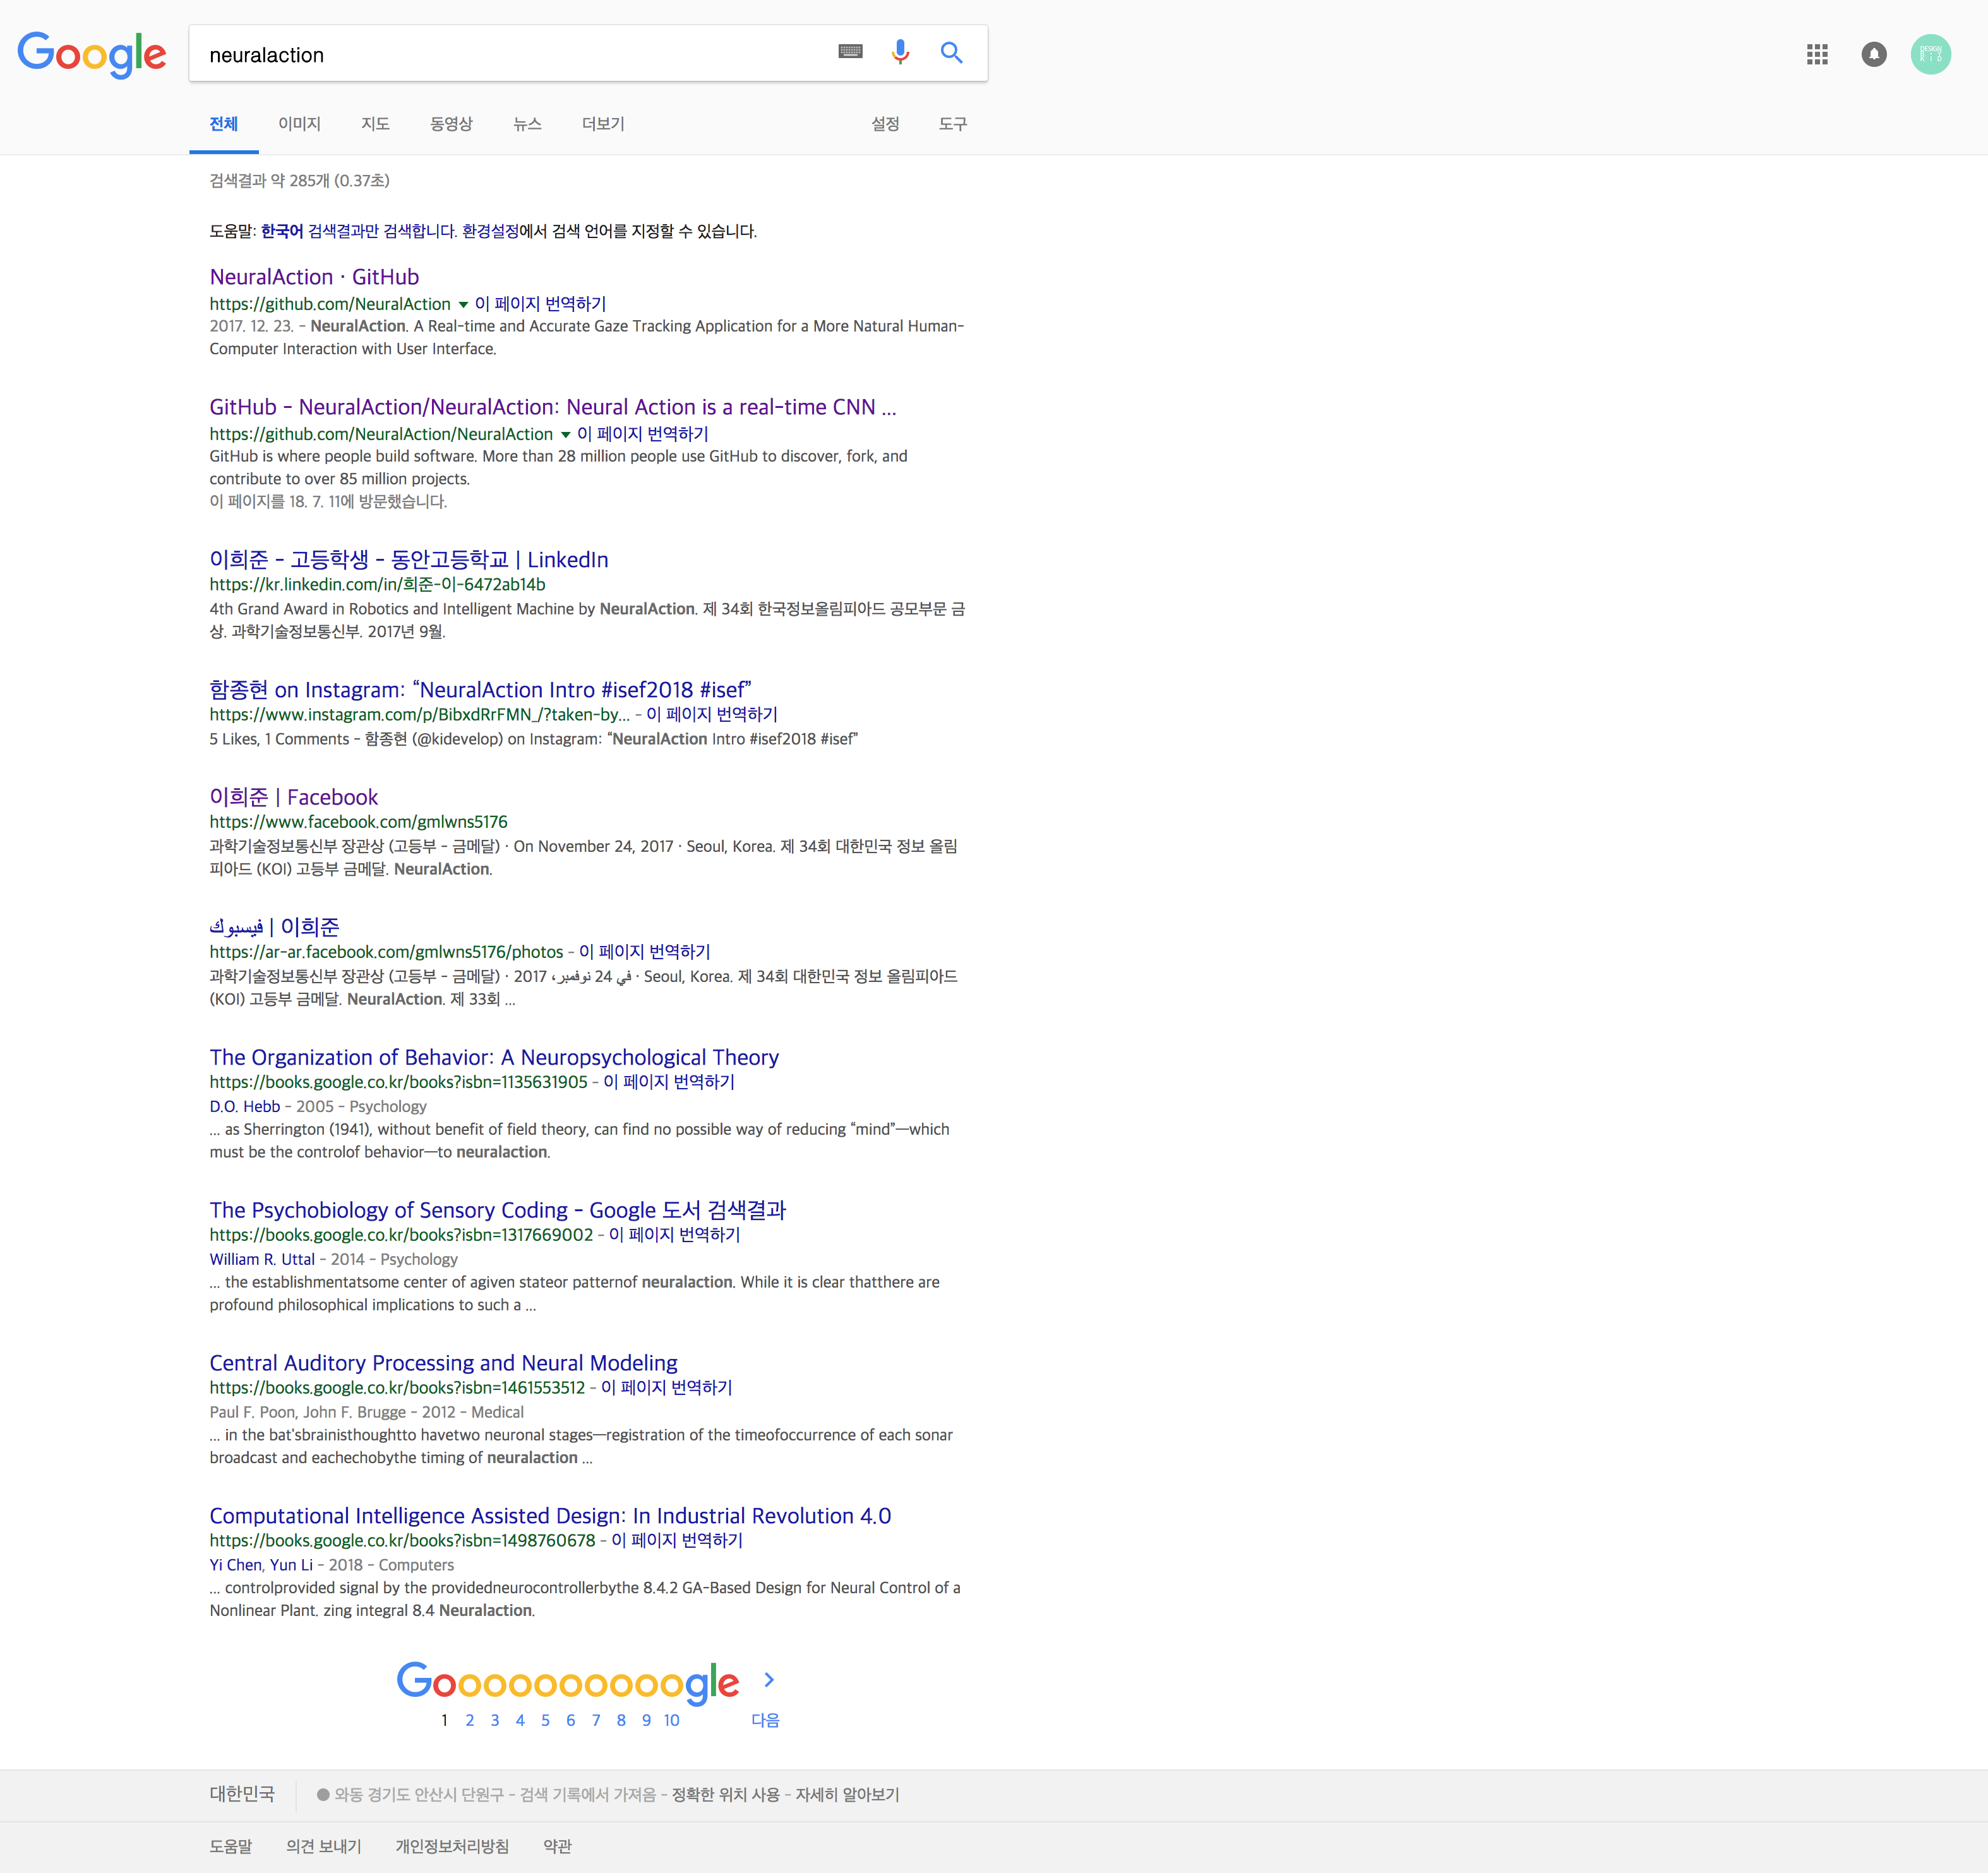 Google
neuralaction
DESIGN
KID
전체 이미지 지도 동영상 뉴스 더보기 설정 도구
검색결과 약 285개 (0.37초)
도움말: 한국어 검색결과만 검색합니다. 환경설정에서 검색 언어를 지정할 수 있습니다.
NeuralAction · GitHub
https://github.com/NeuralAction 이 페이지 번역하기
2017. 12. 23. - NeuralAction. A Real-time and Accurate Gaze Tracking Application for a More Natural Human-
Computer Interaction with User Interface.
GitHub - NeuralAction/NeuralAction: Neural Action is a real-time CNN ...
https://github.com/NeuralAction/NeuralAction 이 페이지 번역하기
GitHub is where people build software. More than 28 million people use GitHub to discover, fork, and
contribute to over 85 million projects.
이 페이지를 18. 7. 11에 방문했습니다.
이희준 - 고등학생 - 동안고등학교 | LinkedIn
https://kr.linkedin.com/in/희준-이-6472ab14b
4th Grand Award in Robotics and Intelligent Machine by NeuralAction. 제 34회 한국정보올림피아드 공모부문 금
상. 과학기술정보통신부. 2017년 9월.
함종현 on Instagram: “NeuralAction Intro #isef2018 #isef”
https://www.instagram.com/p/BibxdRrFMN_/?taken-by... - 이 페이지 번역하기
5 Likes, 1 Comments - 함종현 (@kidevelop) on Instagram: “NeuralAction Intro #isef2018 #isef”
이희준 | Facebook
https://www.facebook.com/gmlwns5176
과학기술정보통신부 장관상 (고등부 - 금메달) · On November 24, 2017 · Seoul, Korea. 제 34회 대한민국 정보 올림
피아드 (KOI) 고등부 금메달. NeuralAction.
فيسبوك | 이희준
https://ar-ar.facebook.com/gmlwns5176/photos - 이 페이지 번역하기
과학기술정보통신부 장관상 (고등부 - 금메달) · في 24 نوفمبر، 2017 · Seoul, Korea. 제 34회 대한민국 정보 올림피아드
(KOI) 고등부 금메달. NeuralAction. 제 33회 ...
The Organization of Behavior: A Neuropsychological Theory
https://books.google.co.kr/books?isbn=1135631905 - 이 페이지 번역하기
D.O. Hebb - 2005 - Psychology
... as Sherrington (1941), without benefit of field theory, can find no possible way of reducing “mind”—which
must be the controlof behavior—to neuralaction.
The Psychobiology of Sensory Coding - Google 도서 검색결과
https://books.google.co.kr/books?isbn=1317669002 - 이 페이지 번역하기
William R. Uttal - 2014 - Psychology
... the establishmentatsome center of agiven stateor patternof neuralaction. While it is clear thatthere are
profound philosophical implications to such a ...
Central Auditory Processing and Neural Modeling
https://books.google.co.kr/books?isbn=1461553512 - 이 페이지 번역하기
Paul F. Poon, John F. Brugge - 2012 - Medical
... in the bat'sbrainisthoughtto havetwo neuronal stages—registration of the timeofoccurrence of each sonar
broadcast and eachechobythe timing of neuralaction ...
Computational Intelligence Assisted Design: In Industrial Revolution 4.0
https://books.google.co.kr/books?isbn=1498760678 - 이 페이지 번역하기
Yi Chen, Yun Li - 2018 - Computers
... controlprovided signal by the providedneurocontrollerbythe 8.4.2 GA-Based Design for Neural Control of a
Nonlinear Plant. zing integral 8.4 Neuralaction.
Goooooooooogle
1 2 3 4 5 6 7 8 9 10 다음
대한민국 와동 경기도 안산시 단원구 - 검색 기록에서 가져옴 - 정확한 위치 사용 - 자세히 알아보기
도움말 의견 보내기 개인정보처리방침 약관